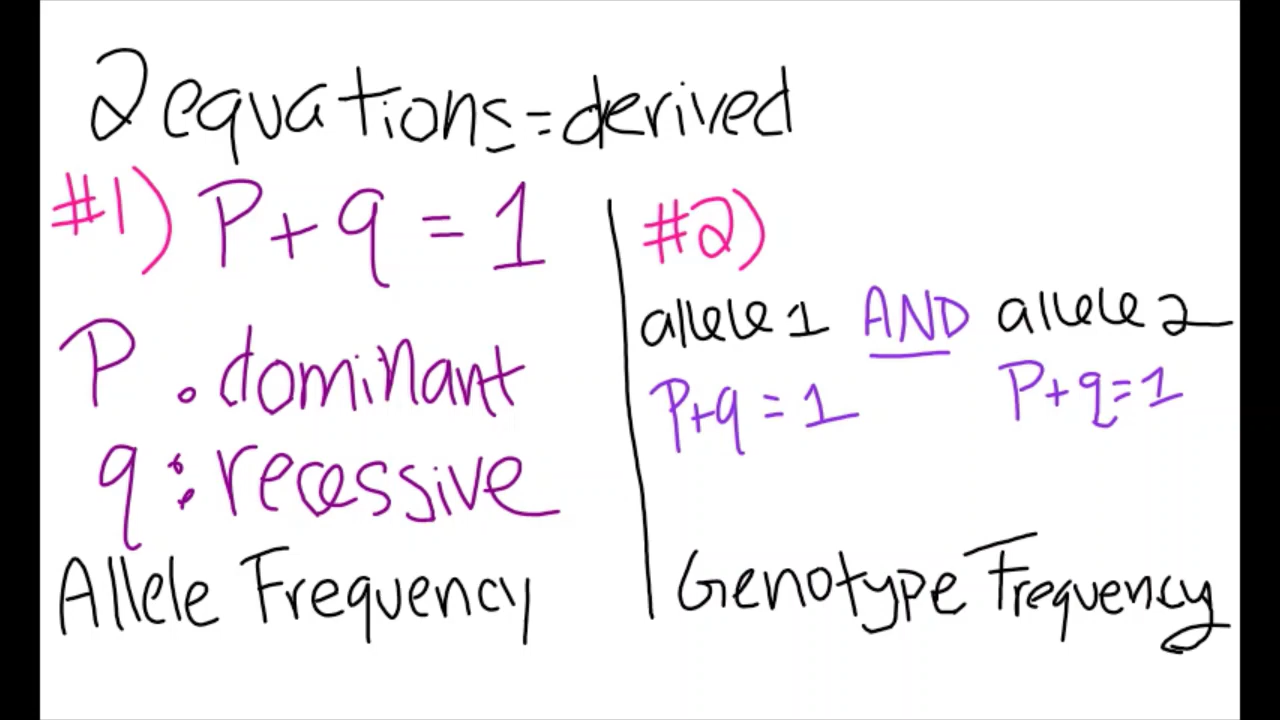 2 equations=derived
#1) P+q = 1
P . dominant
q : recessive
Allele Frequency
#2)
allele 1 AND allele 2
P+q = 1 P+q=1
Genotype Frequency